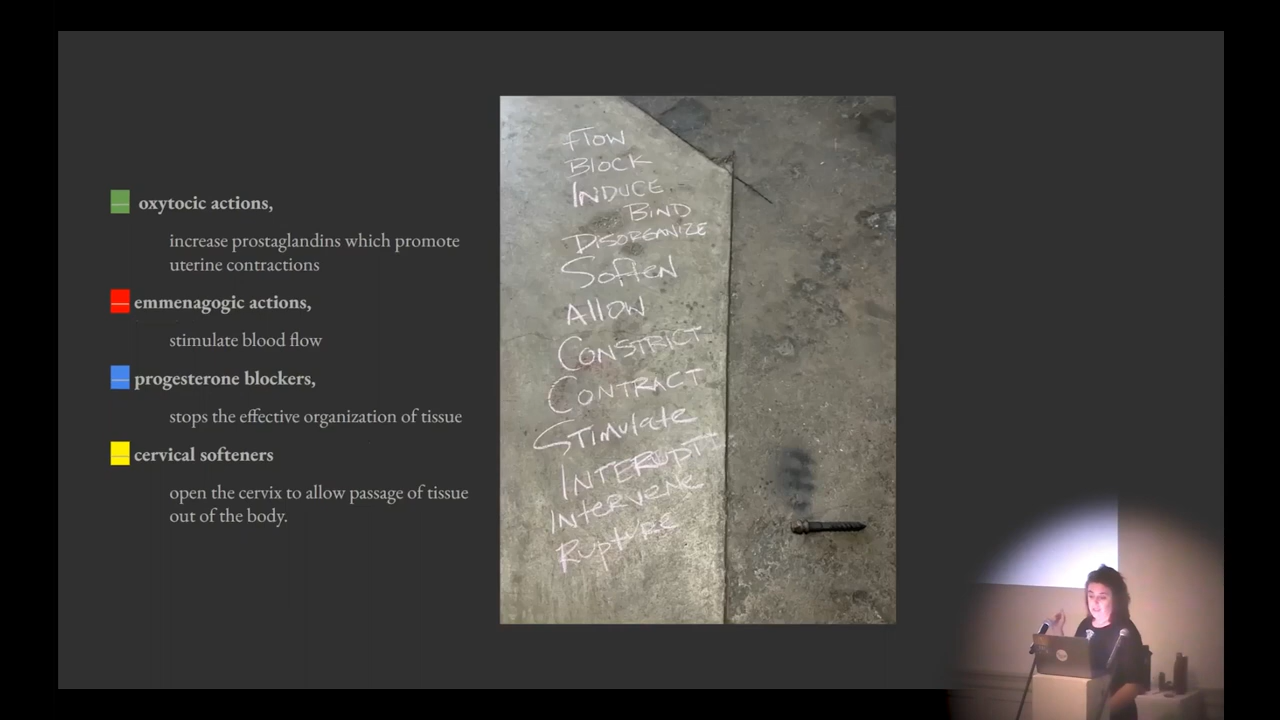 oxytocic actions,
increase prostaglandins which promote
uterine contractions
emmenagogic actions,
stimulate blood flow
progesterone blockers,
stops the effective organization of tissue
cervical softeners
open the cervix to allow passage of tissue
out of the body.
flow
BLOCK
INDUCE
BIND
DISORGANIZE
Soften
Allow
CONSTRICT
CONTRACT
Stimulate
INTERUPT
Intervene
Rupture